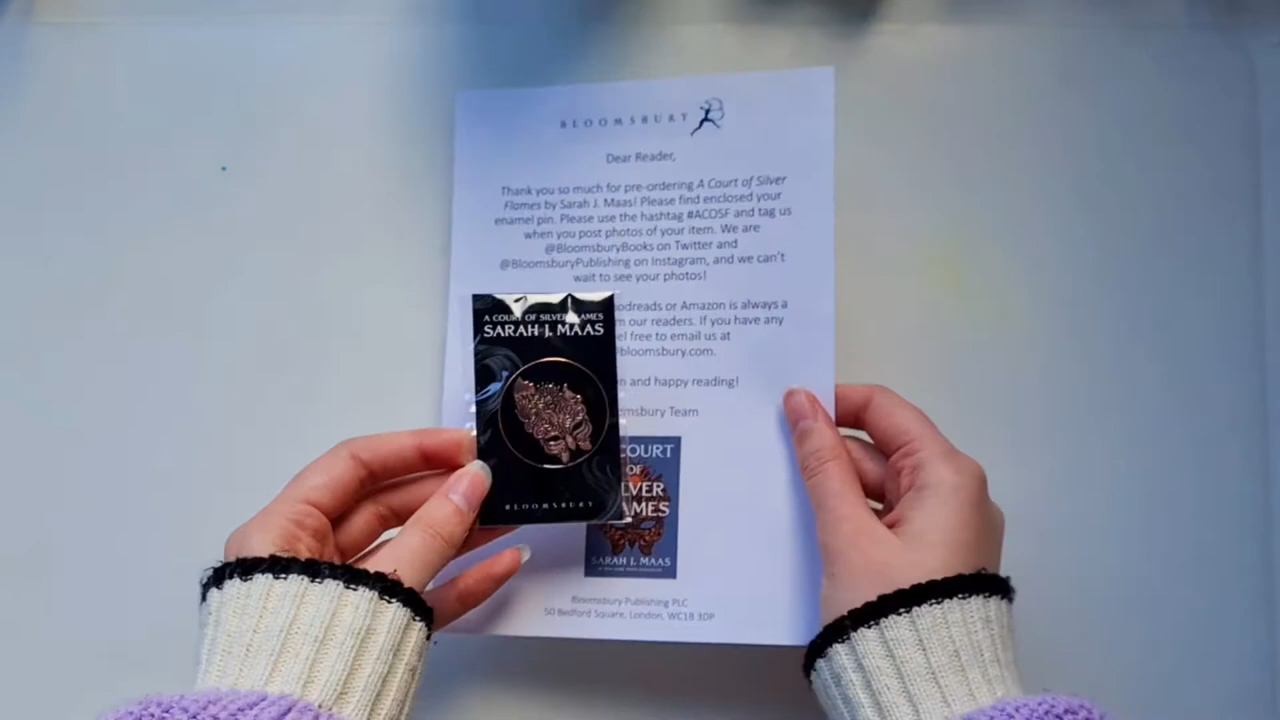 BLOOMSBURY
Dear Reader,
Thank you so much for pre-ordering A Court of Silver
Flames by Sarah J. Maas! Please find enclosed your
enamel pin. Please use the hashtag #ACOSF and tag us
when you post photos of your item. We are
@BloomsburyBooks on Twitter and
@BloomsburyPublishing on Instagram, and we can't
wait to see your photos!
odreads or Amazon is always a
m our readers. If you have any
el free to email us at
bloomsbury.com.
n and happy reading!
msbury Team
A COURT OF SILVER FLAMES
SARAH J. MAAS
BLOOMSBURY
COURT
OF
LVER
AMES
SARAH J. MAAS
Bloomsbury Publishing PLC
50 Bedford Square, London, WC1B 3DP